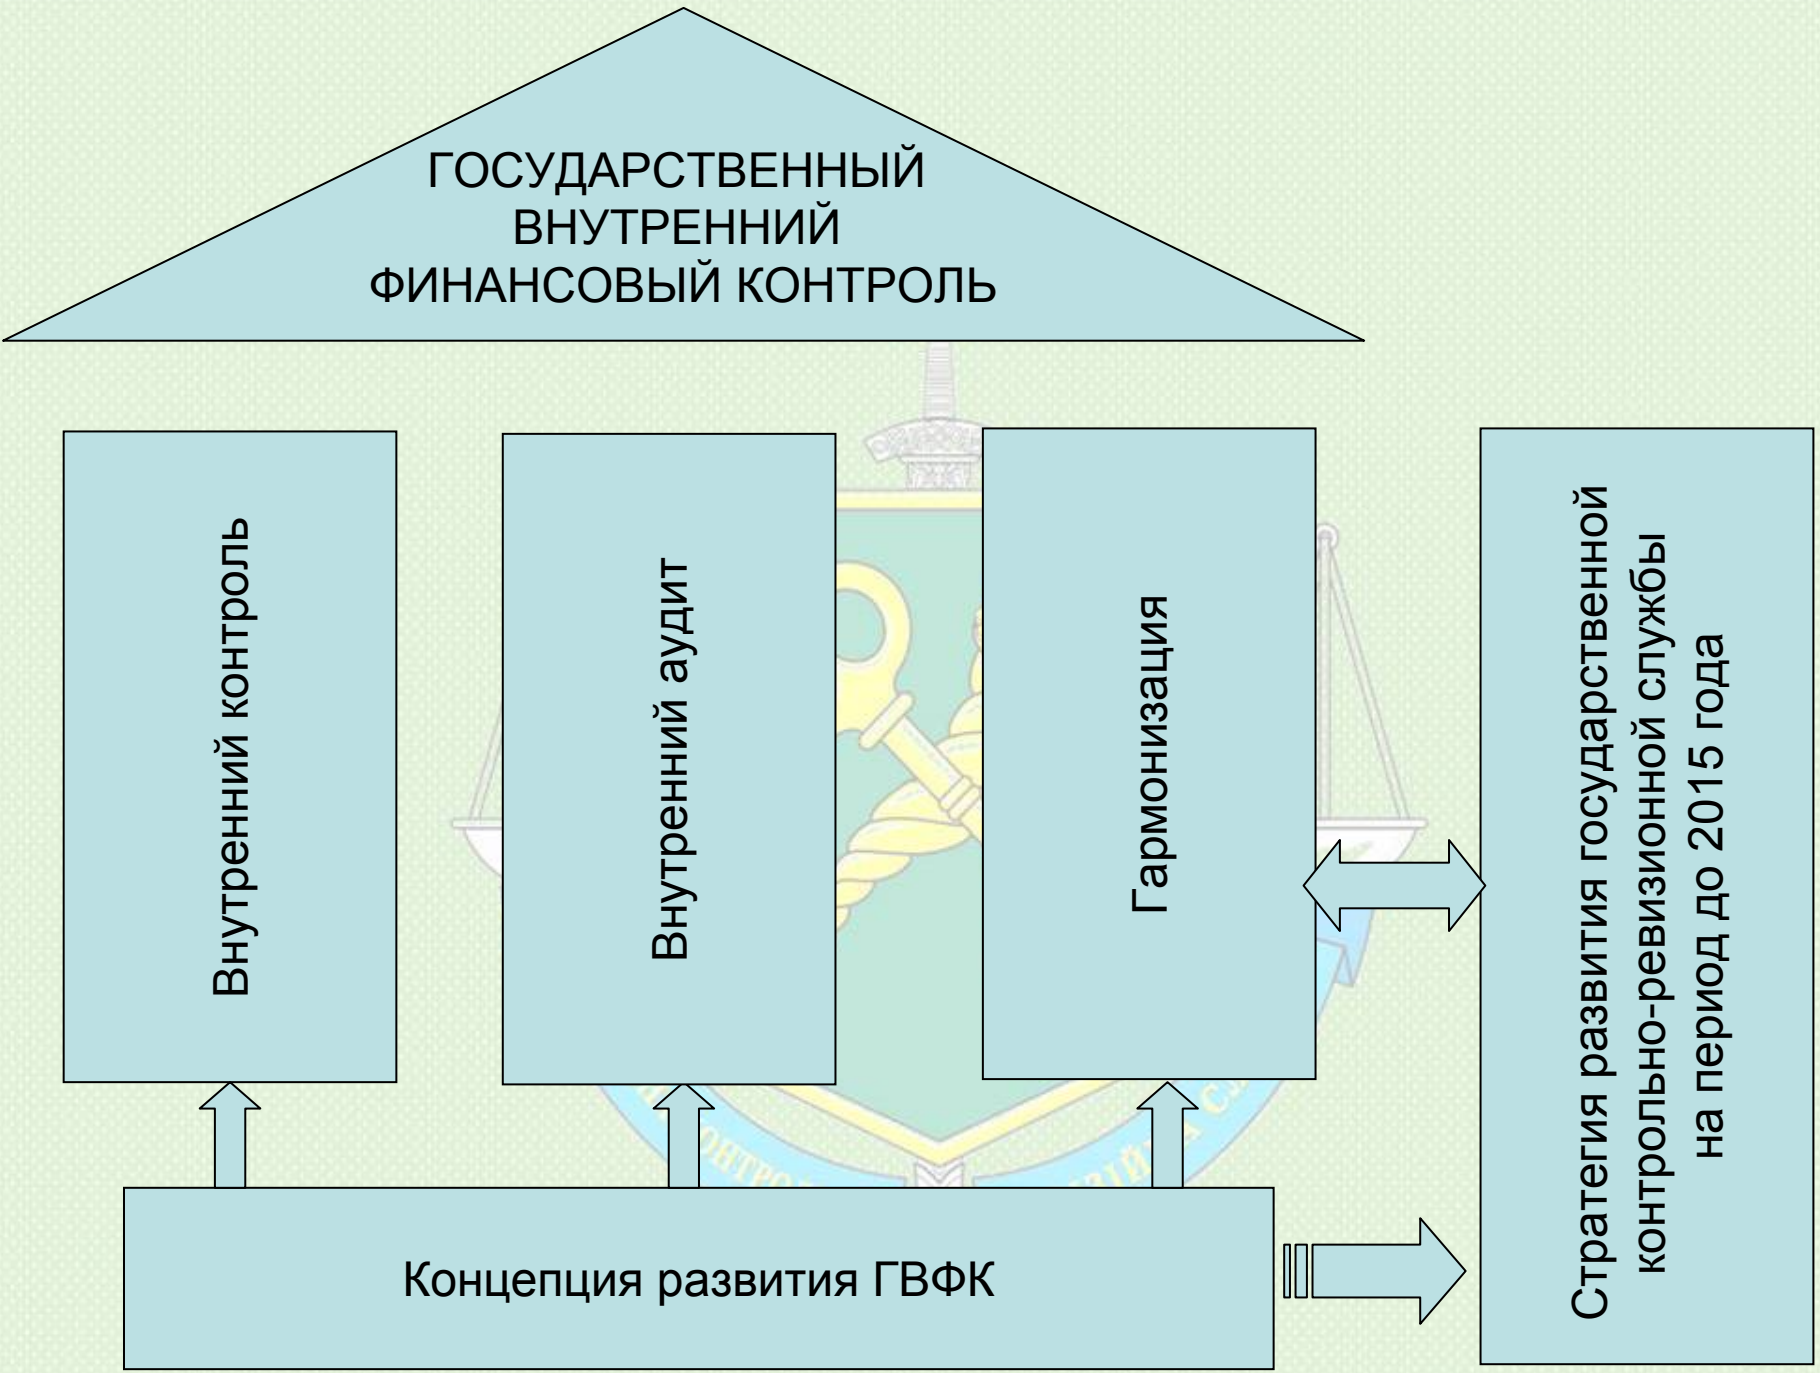 ГОСУДАРСТВЕННЫЙ
ВНУТРЕННИЙ
ФИНАНСОВЫЙ КОНТРОЛЬ
Внутренний контроль
Внутренний аудит
Гармонизация
Стратегия развития государственной
контрольно-ревизионной службы
на период до 2015 года
Концепция развития ГВФК